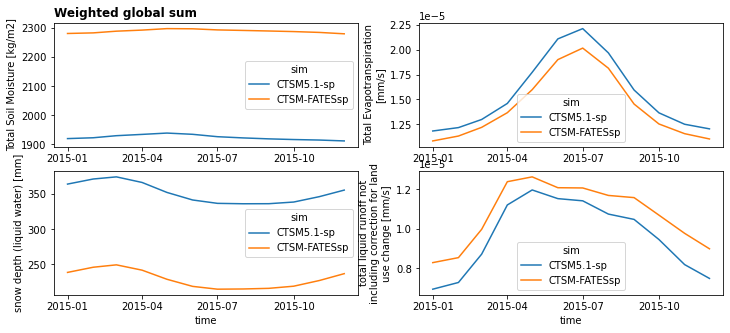 Weighted global sum
Total Soil Moisture [kg/m2]
2300
2200
2100
2000
1900
sim
CTSM5.1-sp
CTSM-FATESsp
2015-01
2015-04
2015-07
2015-10
Total Evapotranspiration
[mm/s]
1e−5
2.25
2.00
1.75
1.50
1.25
sim
CTSM5.1-sp
CTSM-FATESsp
2015-01
2015-04
2015-07
2015-10
snow depth (liquid water) [mm]
350
300
250
sim
CTSM5.1-sp
CTSM-FATESsp
2015-01
2015-04
2015-07
2015-10
time
total liquid runoff not
including correction for land
use change [mm/s]
1e−5
1.2
1.0
0.8
sim
CTSM5.1-sp
CTSM-FATESsp
2015-01
2015-04
2015-07
2015-10
time